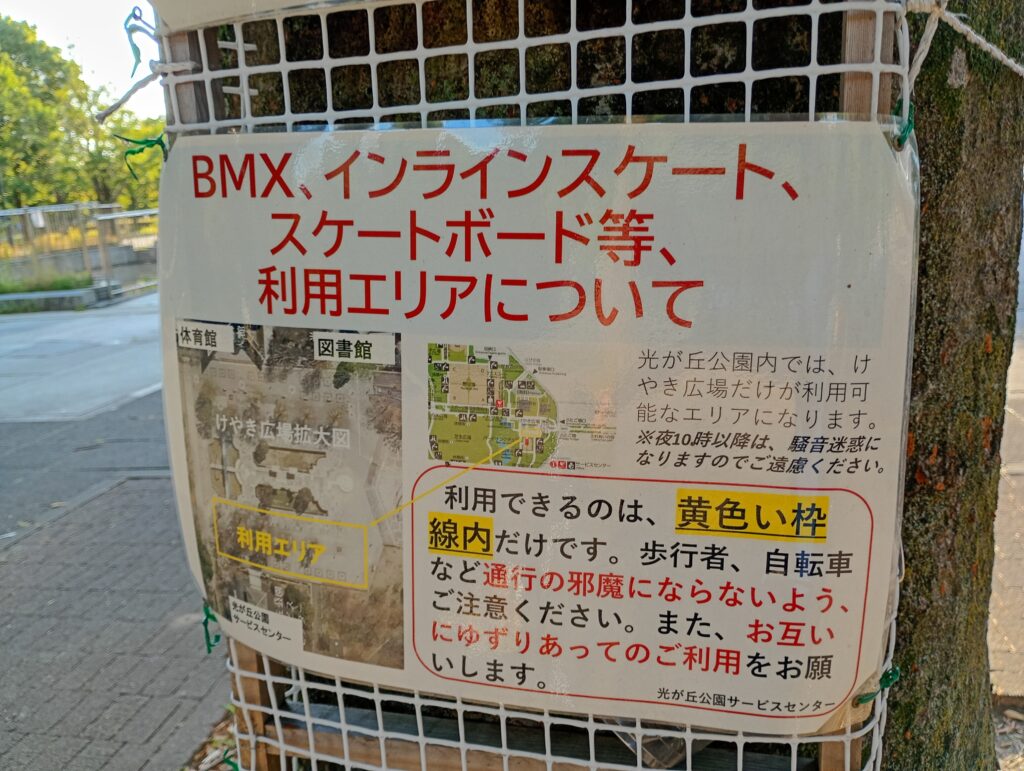 BMX、インラインスケート、
スケートボード等、
利用エリアについて
体育館
図書館
けやき広場拡大図
利用エリア
光が丘公園
サービスセンター
サービスセンター
光が丘公園内では、け
やき広場だけが利用可
能なエリアになります。
※夜10時以降は、騒音迷惑に
なりますのでご遠慮ください。
利用できるのは、黄色い枠
線内だけです。歩行者、自転車
など通行の邪魔にならないよう、
ご注意ください。また、お互い
にゆずりあってのご利用をお願
いします。
光が丘公園サービスセンター